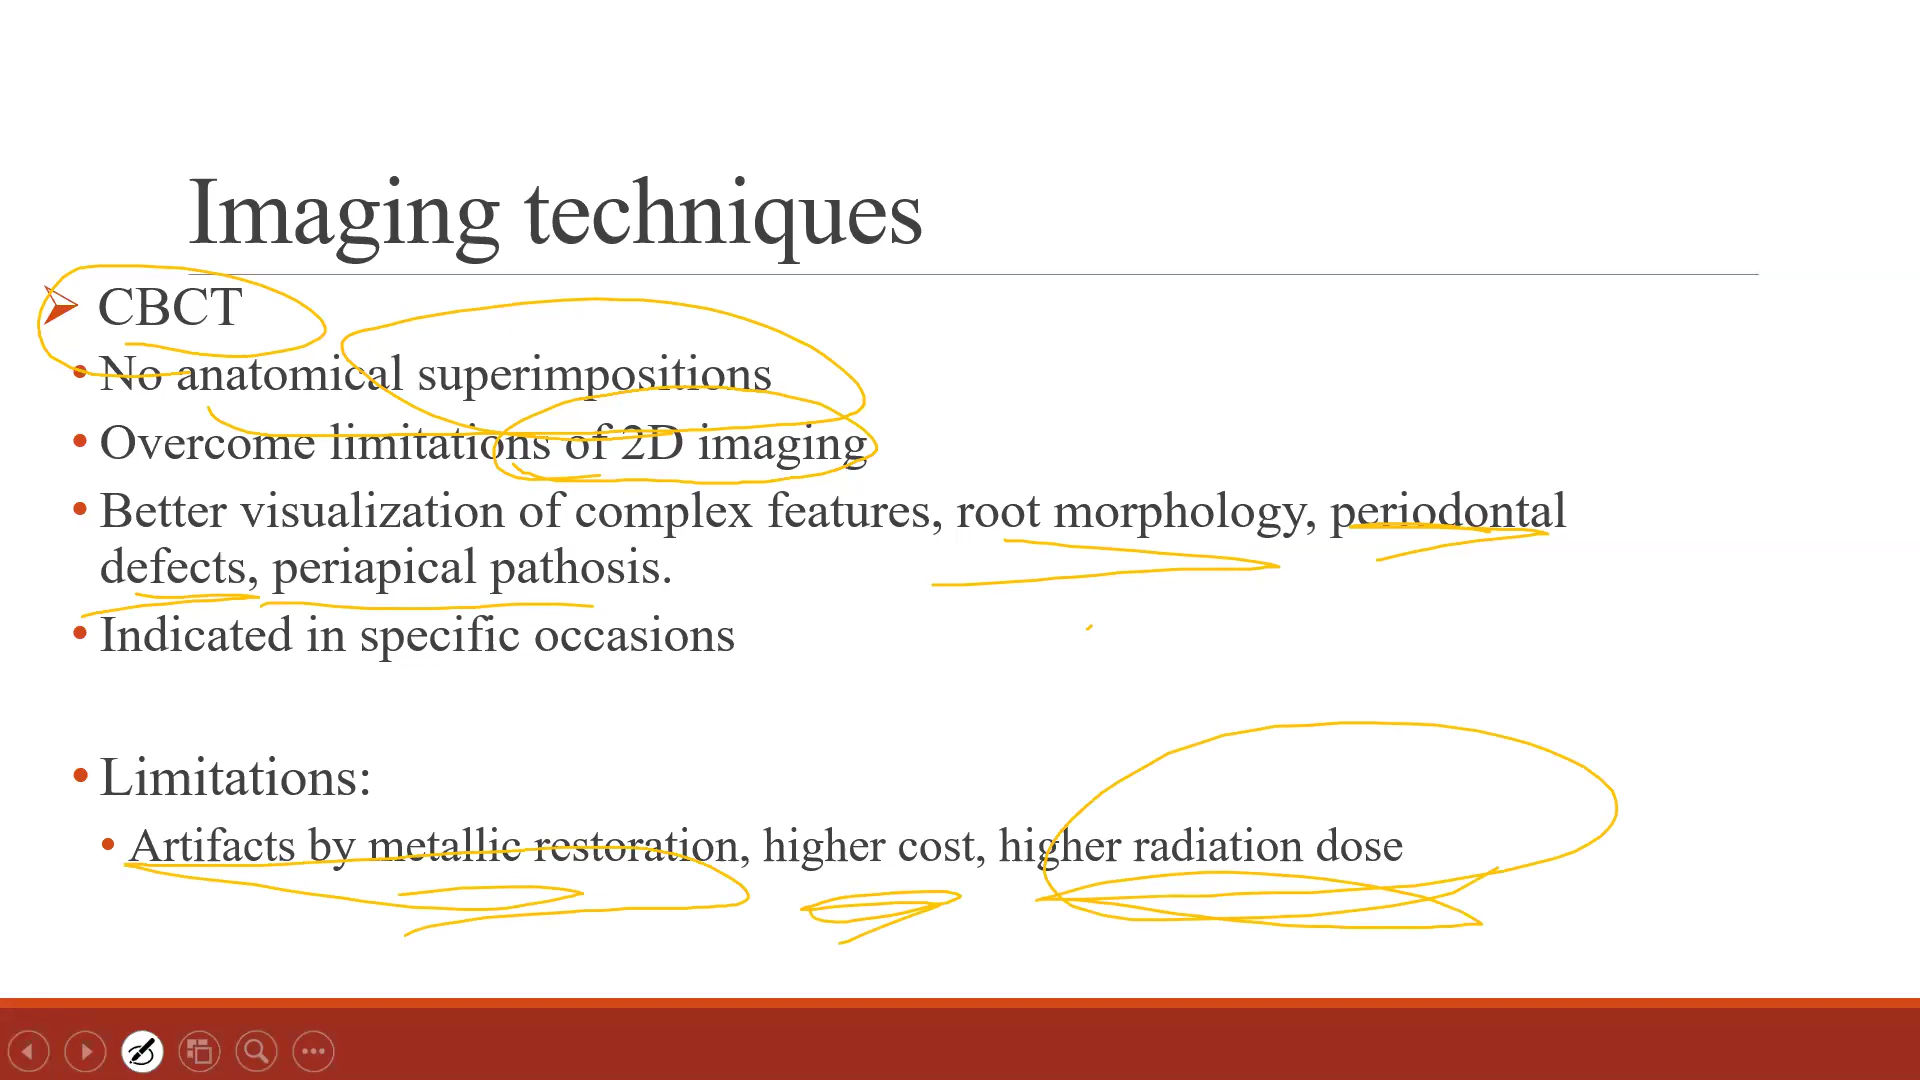 Imaging techniques
CBCT
No anatomical superimpositions
Overcome limitations of 2D imaging
Better visualization of complex features, root morphology, periodontal
defects, periapical pathosis.
Indicated in specific occasions
Limitations:
Artifacts by metallic restoration, higher cost, higher radiation dose